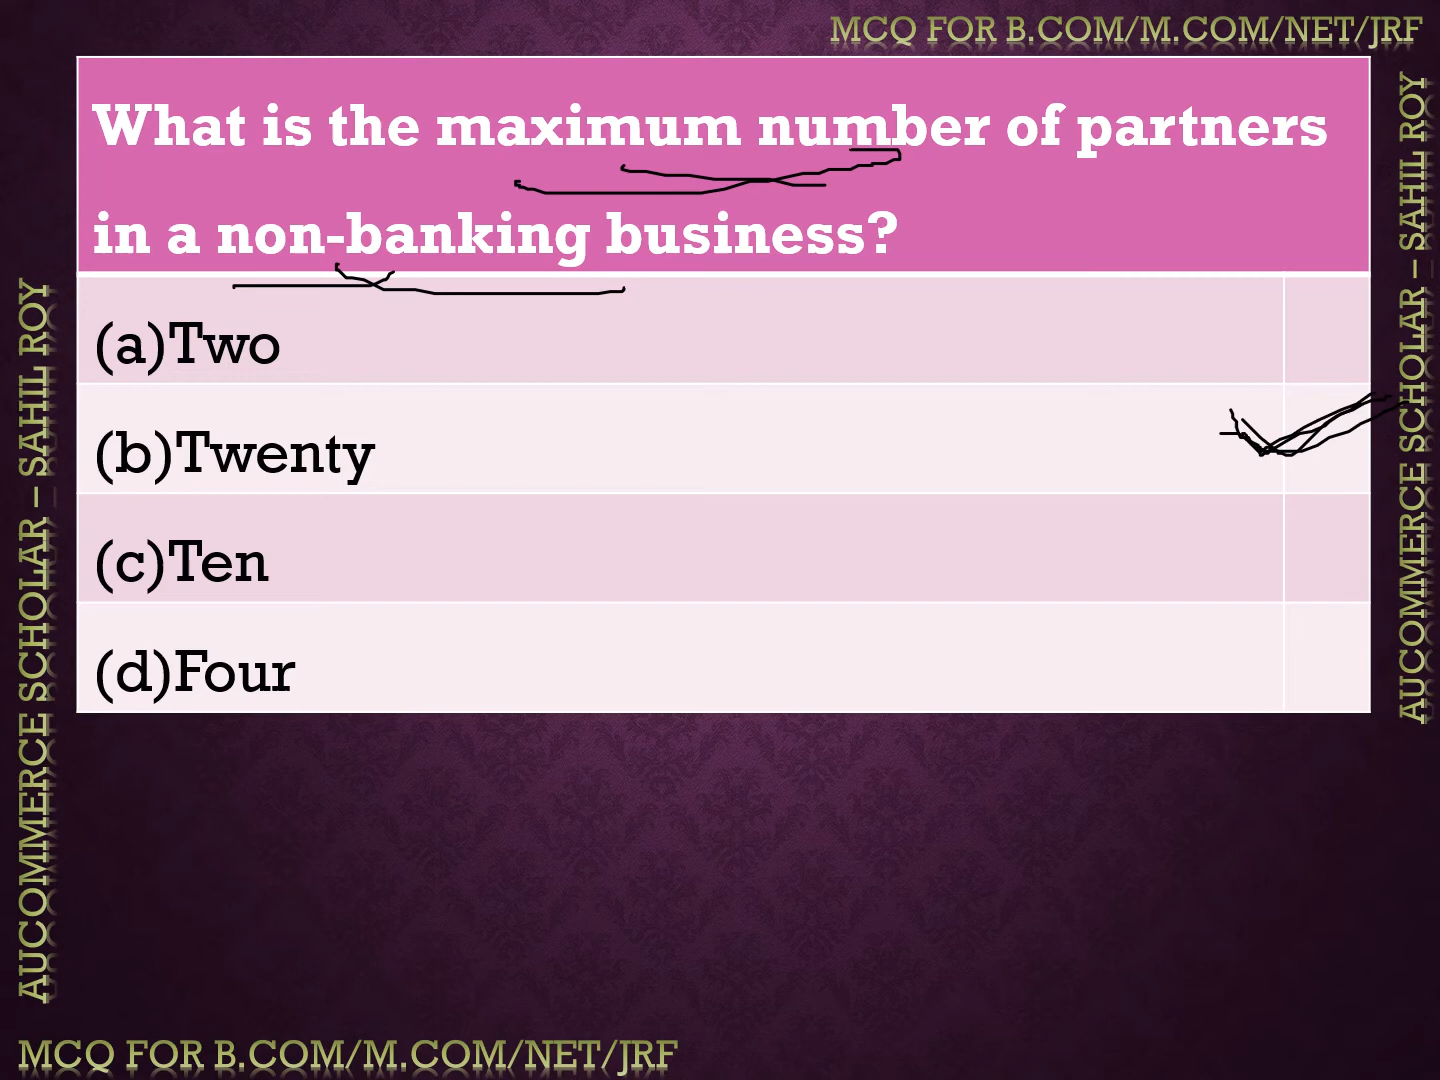 MCQ FOR B.COM/M.COM/NET/JRF
What is the maximum number of partners
in a non-banking business?
(a)Two
(b)Twenty
(c)Ten
(d)Four
AUCOMMERCE SCHOLAR – SAHIL ROY
AUCOMMERCE SCHOLAR – SAHIL ROY
MCQ FOR B.COM/M.COM/NET/JRF